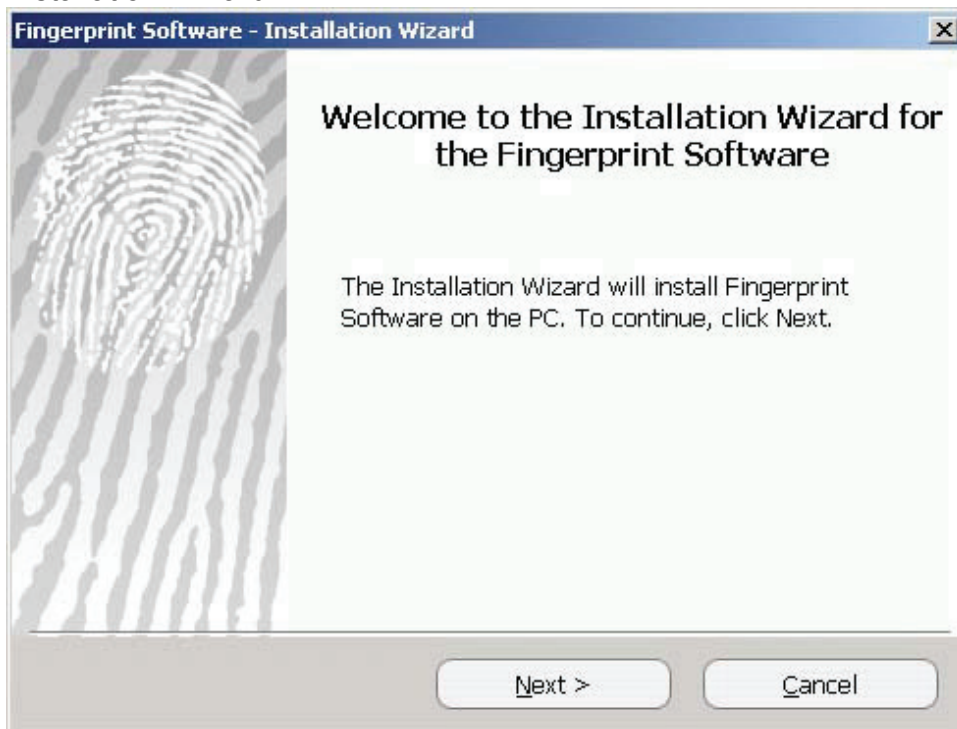 Fingerprint Software - Installation Wizard
Welcome to the Installation Wizard for
the Fingerprint Software
The Installation Wizard will install Fingerprint
Software on the PC. To continue, click Next.
Next >
Cancel